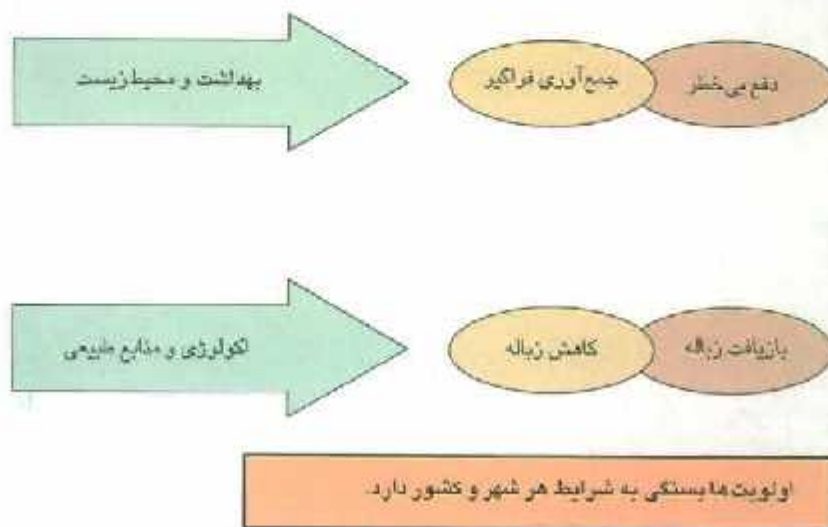 بهداشت و محیط زیست
جمع‌آوری فراگیر
دفع بی‌خطر
اکولوژی و منابع طبیعی
کاهش زباله
بازیافت زباله
اولویت‌ها بستگی به شرایط هر شهر و کشور دارد.